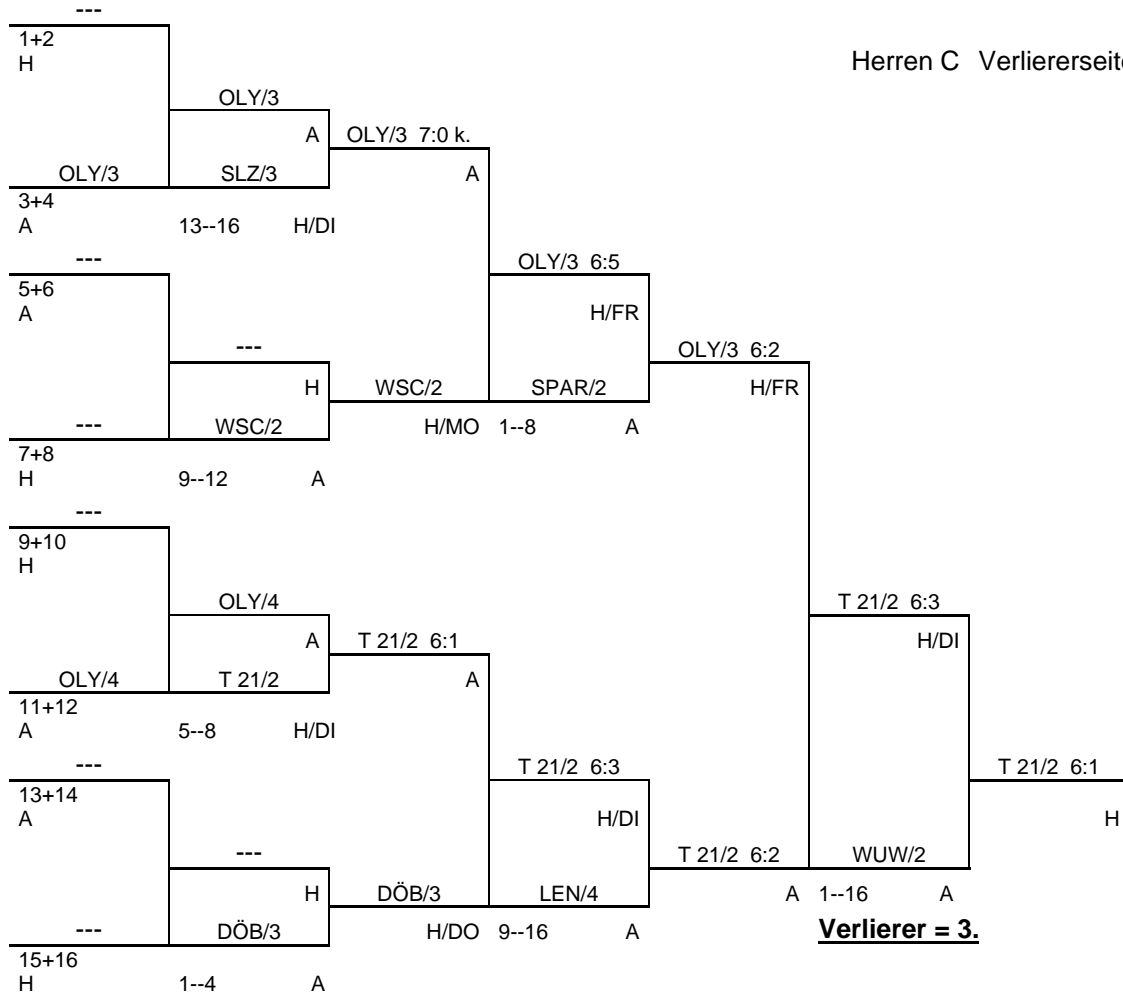 ---
1+2
H
Herren C Verliererseite
OLY/3
A OLY/3 7:0 k.
OLY/3 SLZ/3 A
3+4
A 13--16 H/DI
---
OLY/3 6:5
5+6
A H/FR
---
OLY/3 6:2
H WSC/2 SPAR/2 H/FR
--- WSC/2 H/MO 1--8 A
7+8
H 9--12 A
---
9+10
H
OLY/4 T 21/2 6:3
A T 21/2 6:1 H/DI
OLY/4 T 21/2 A
11+12
A 5--8 H/DI
---
T 21/2 6:3 T 21/2 6:1
13+14
A H/DI H
---
T 21/2 6:2 WUW/2
H DÖB/3 LEN/4 A 1--16 A
--- DÖB/3 H/DO 9--16 A Verlierer = 3.
15+16
H 1--4 A